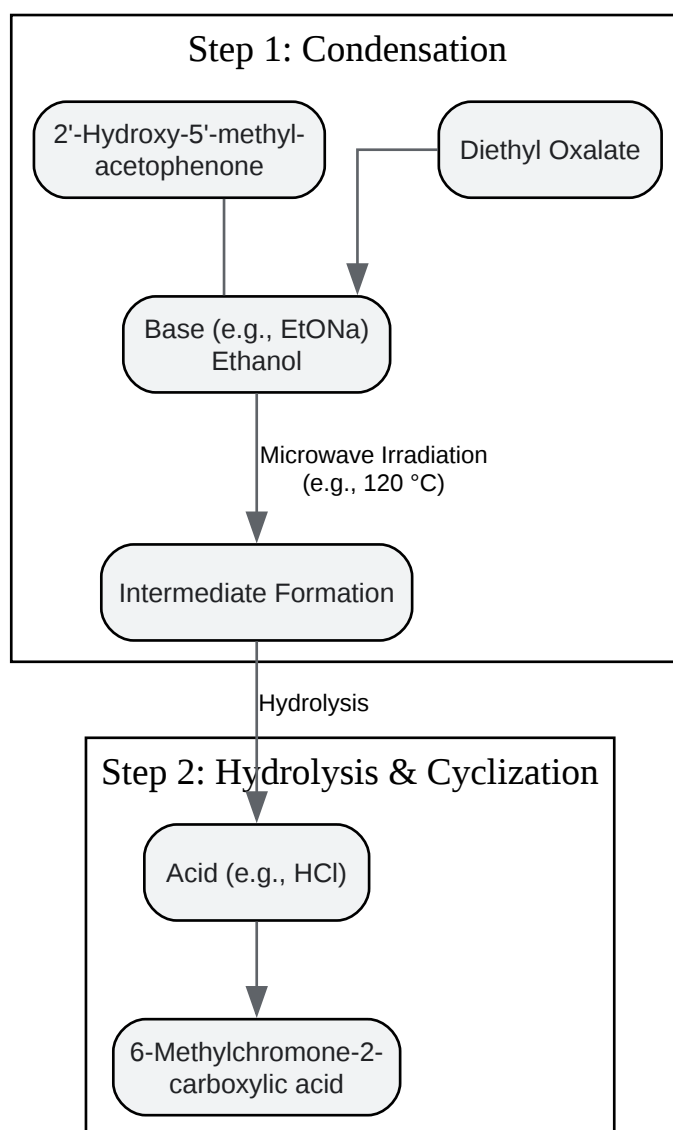 Step 1: Condensation
2'-Hydroxy-5'-methyl-
acetophenone
Diethyl Oxalate
Base (e.g., EtONa)
Ethanol
Microwave Irradiation
(e.g., 120 °C)
Intermediate Formation
Hydrolysis
Step 2: Hydrolysis & Cyclization
Acid (e.g., HCl)
6-Methylchromone-2-
carboxylic acid